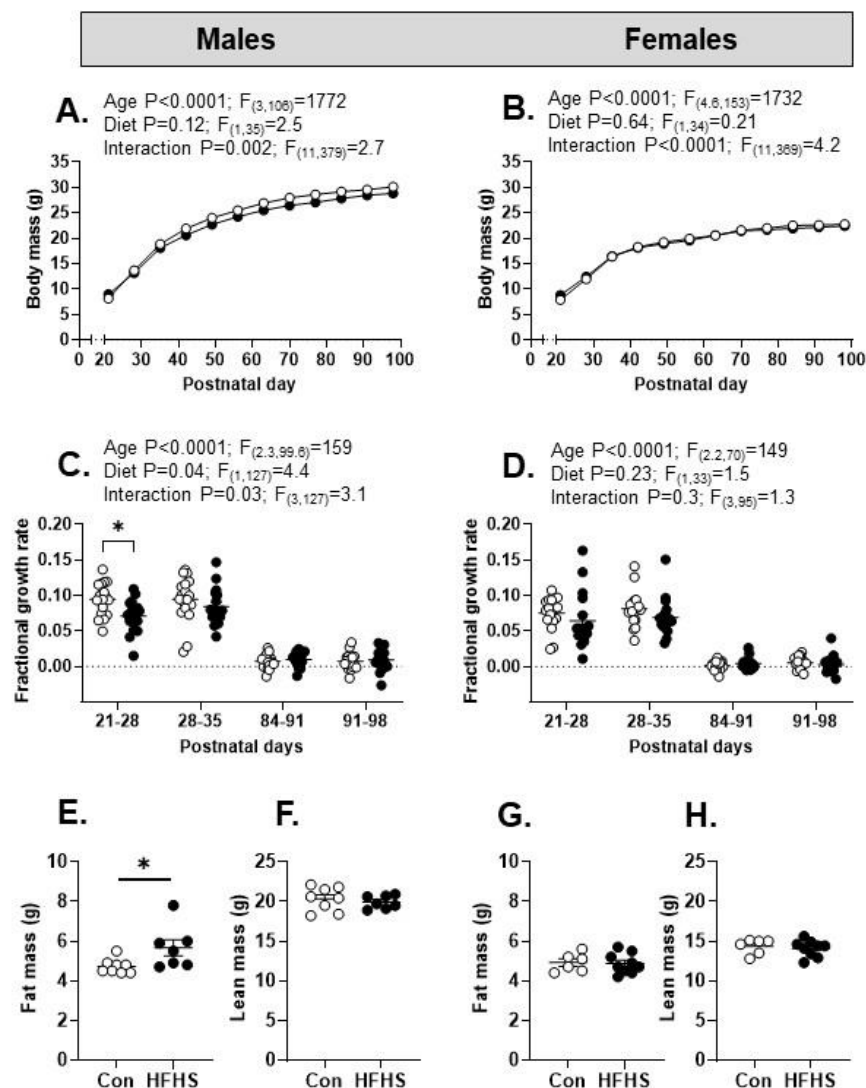 Males Females
A. Age P<0.0001; F(3,106)=1772
Diet P=0.12; F(1,35)=2.5
Interaction P=0.002; F(11,379)=2.7
Body mass (g)
35
30
25
20
15
10
5
0
0 20 30 40 50 60 70 80 90 100
Postnatal day
B. Age P<0.0001; F(4.6,153)=1732
Diet P=0.64; F(1,34)=0.21
Interaction P<0.0001; F(11,369)=4.2
Body mass (g)
35
30
25
20
15
10
5
0
0 20 30 40 50 60 70 80 90 100
Postnatal day
C. Age P<0.0001; F(2.3,99.6)=159
Diet P=0.04; F(1,127)=4.4
Interaction P=0.03; F(3,127)=3.1
Fractional growth rate
0.20
0.15
0.10
0.05
0.00
*
21-28 28-35 84-91 91-98
Postnatal days
D. Age P<0.0001; F(2.2,70)=149
Diet P=0.23; F(1,33)=1.5
Interaction P=0.3; F(3,95)=1.3
Fractional growth rate
0.20
0.15
0.10
0.05
0.00
21-28 28-35 84-91 91-98
Postnatal days
E.
Fat mass (g)
10
8
6
4
2
0
*
Con HFHS
F.
Lean mass (g)
25
20
15
10
5
0
Con HFHS
G.
Fat mass (g)
10
8
6
4
2
0
Con HFHS
H.
Lean mass (g)
25
20
15
10
5
0
Con HFHS